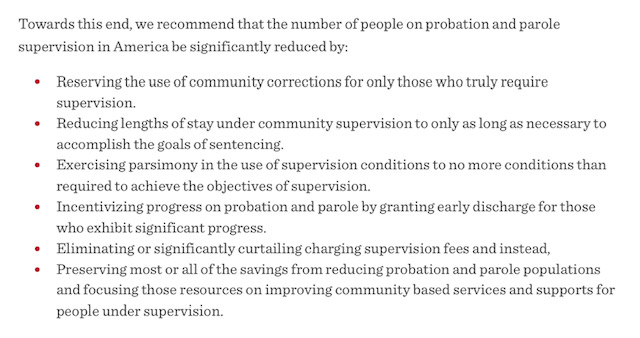 Towards this end, we recommend that the number of people on probation and parole
supervision in America be significantly reduced by:
• Reserving the use of community corrections for only those who truly require
supervision.
• Reducing lengths of stay under community supervision to only as long as necessary to
accomplish the goals of sentencing.
• Exercising parsimony in the use of supervision conditions to no more conditions than
required to achieve the objectives of supervision.
• Incentivizing progress on probation and parole by granting early discharge for those
who exhibit significant progress.
• Eliminating or significantly curtailing charging supervision fees and instead,
• Preserving most or all of the savings from reducing probation and parole populations
and focusing those resources on improving community based services and supports for
people under supervision.